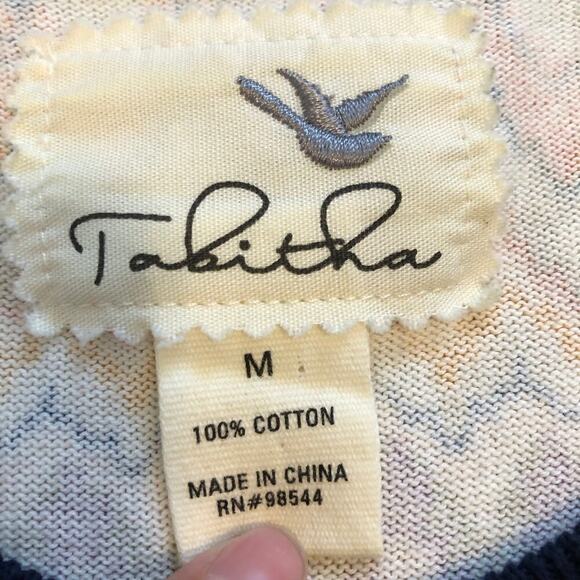 Tabitha
M
100% COTTON
MADE IN CHINA
RN#98544